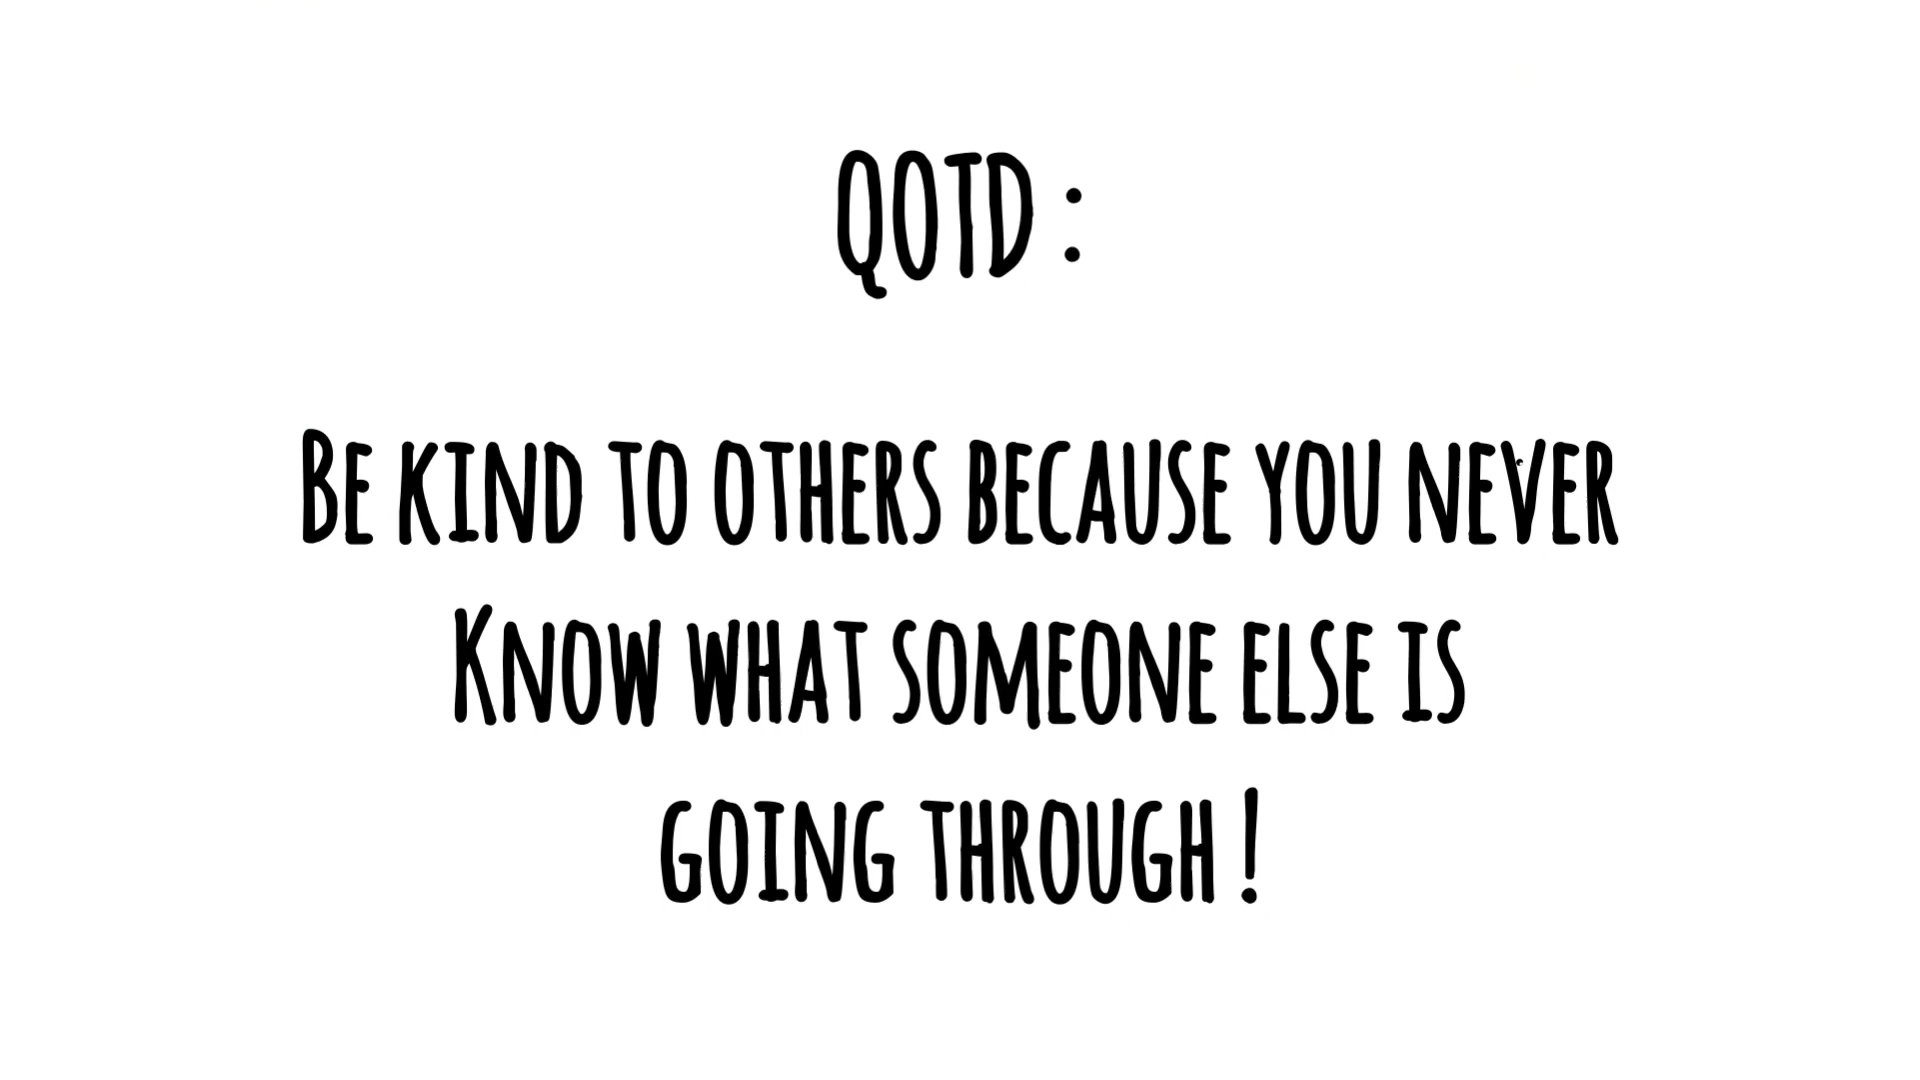 QOTD :
Be kind to others because you never
Know what someone else is
going through !